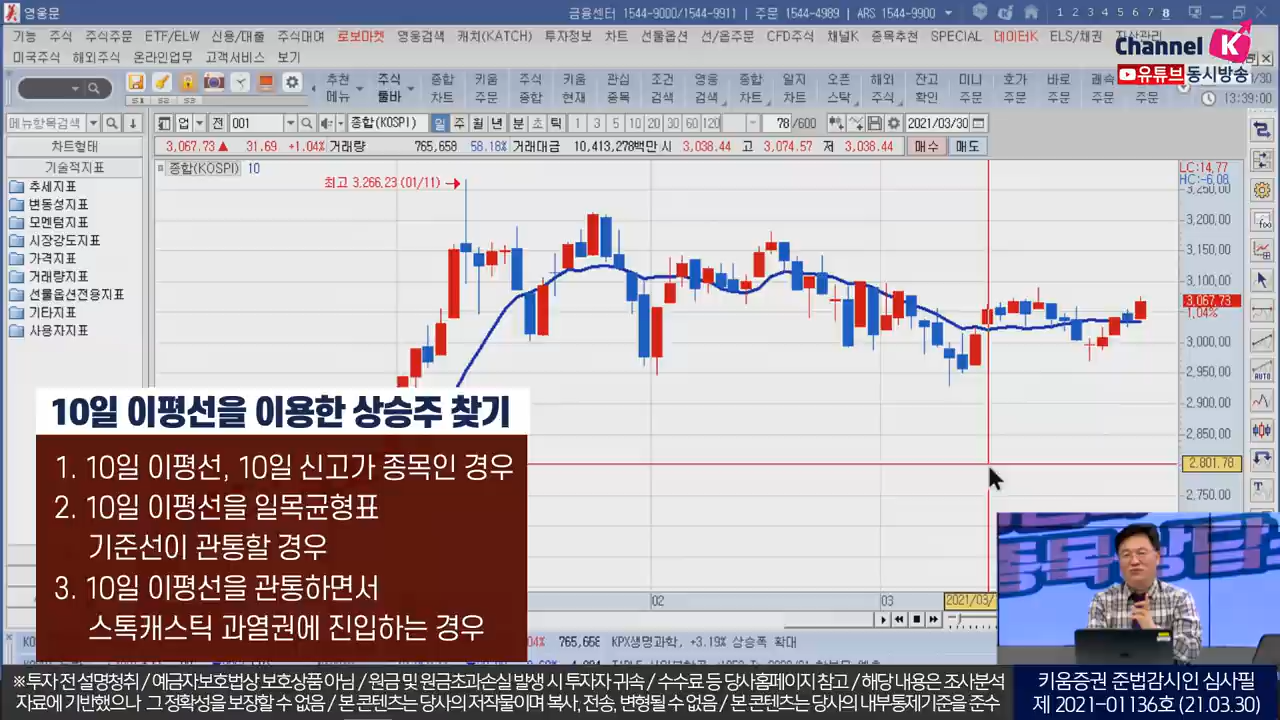 영웅문
금융센터 1544-9000/1544-9911 | 주문 1544-4989 | ARS 1544-9900
1 2 3 4 5 6 7 8
기능 주식 주식주문 ETF/ELW 신용/대출 주식대여 로보마켓 영웅검색 캐치(KATCH) 투자정보 차트 선물옵션 선/옵주문 CFD주식 채널K 종목추천 SPECIAL 데이터K ELS/채권 자산관리
미국주식 해외주식 온라인업무 고객서비스 보기
Channel K
유튜브동시방송
추천 메뉴
주식 툴바
종합 차트
키움 주문
주식 종합
키움 현재
관심 종목
조건 검색
영웅 검색
종합 차트
알지 차트
오픈 스탁
해외 주식
잔고 확인
미니 주문
호가 주문
바로 주문
쾌속 주문
주문
13:39:00
메뉴항목검색
업 전 001 종합(KOSPI) 일 주 월 년 분 초 틱 1 3 5 10 20 30 60 120 78 /600 2021/03/30
차트형태
3,067.73 ▲ 31.69 +1.04% 거래량 765,658 58.18% 거래대금 10,413,278백만 시 3,038.44 고 3,074.57 저 3,038.44 매수 매도
기술적지표
추세지표
변동성지표
모멘텀지표
시장강도지표
가격지표
거래량지표
선물옵션전용지표
기타지표
사용자지표
종합(KOSPI) 10
최고 3,266.23 (01/11) →
LC:14.77
HC:-6.08
3,250.00
3,200.00
3,150.00
3,100.00
3,067.73
1.04%
3,000.00
2,950.00
2,900.00
2,850.00
2,801.78
2,750.00
AUTO
10일 이평선을 이용한 상승주 찾기
1. 10일 이평선, 10일 신고가 종목인 경우
2. 10일 이평선을 일목균형표
기준선이 관통할 경우
3. 10일 이평선을 관통하면서
스톡캐스틱 과열권에 진입하는 경우
02
03
2021/03/
04% 765,658 KPX생명과학, +3.19% 상승폭 확대
종목상담
※투자 전 설명청취 / 예금자보호법상 보호상품 아님 / 원금 및 원금초과손실 발생 시 투자자 귀속 / 수수료 등 당사홈페이지 참고 / 해당 내용은 조사분석
자료에 기반했으나 그 정확성을 보장할 수 없음 / 본 콘텐츠는 당사의 저작물이며 복사, 전송, 변형될 수 없음 / 본 콘텐츠는 당사의 내부통제기준을 준수
키움증권 준법감시인 심사필
제 2021-01136호 (21.03.30)